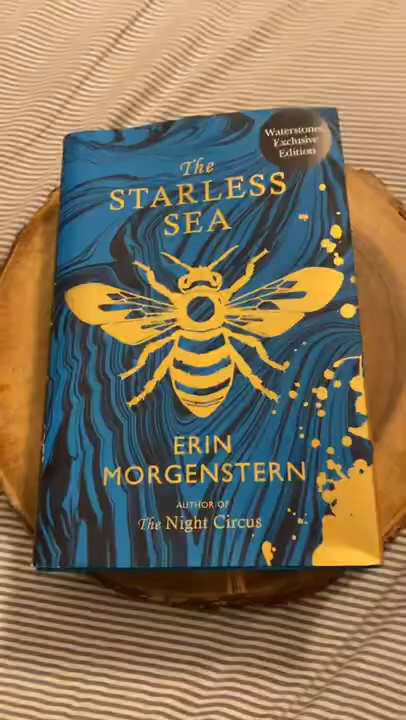 Waterstones
Exclusive
Edition
The
STARLESS
SEA
ERIN
MORGENSTERN
AUTHOR OF
The Night Circus